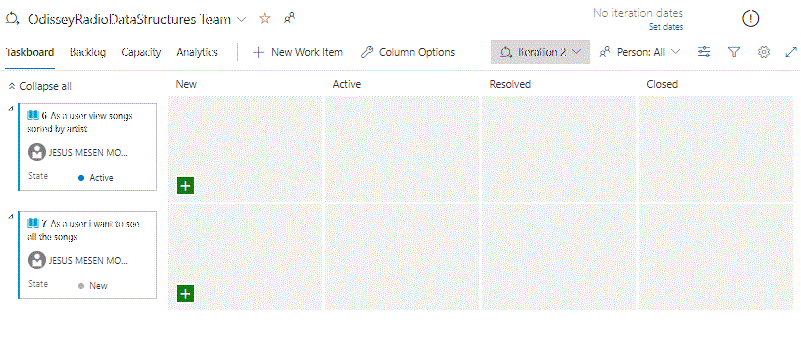 OdisseyRadioDataStructures Team
No iteration dates
Set dates
Taskboard Backlog Capacity Analytics + New Work Item Column Options Iteration 2 Person: All
Collapse all New Active Resolved Closed
6 As a user view songs
sorted by artist
JESUS MESEN MO...
State Active
7 As a user i want to see
all the songs
JESUS MESEN MO...
State New